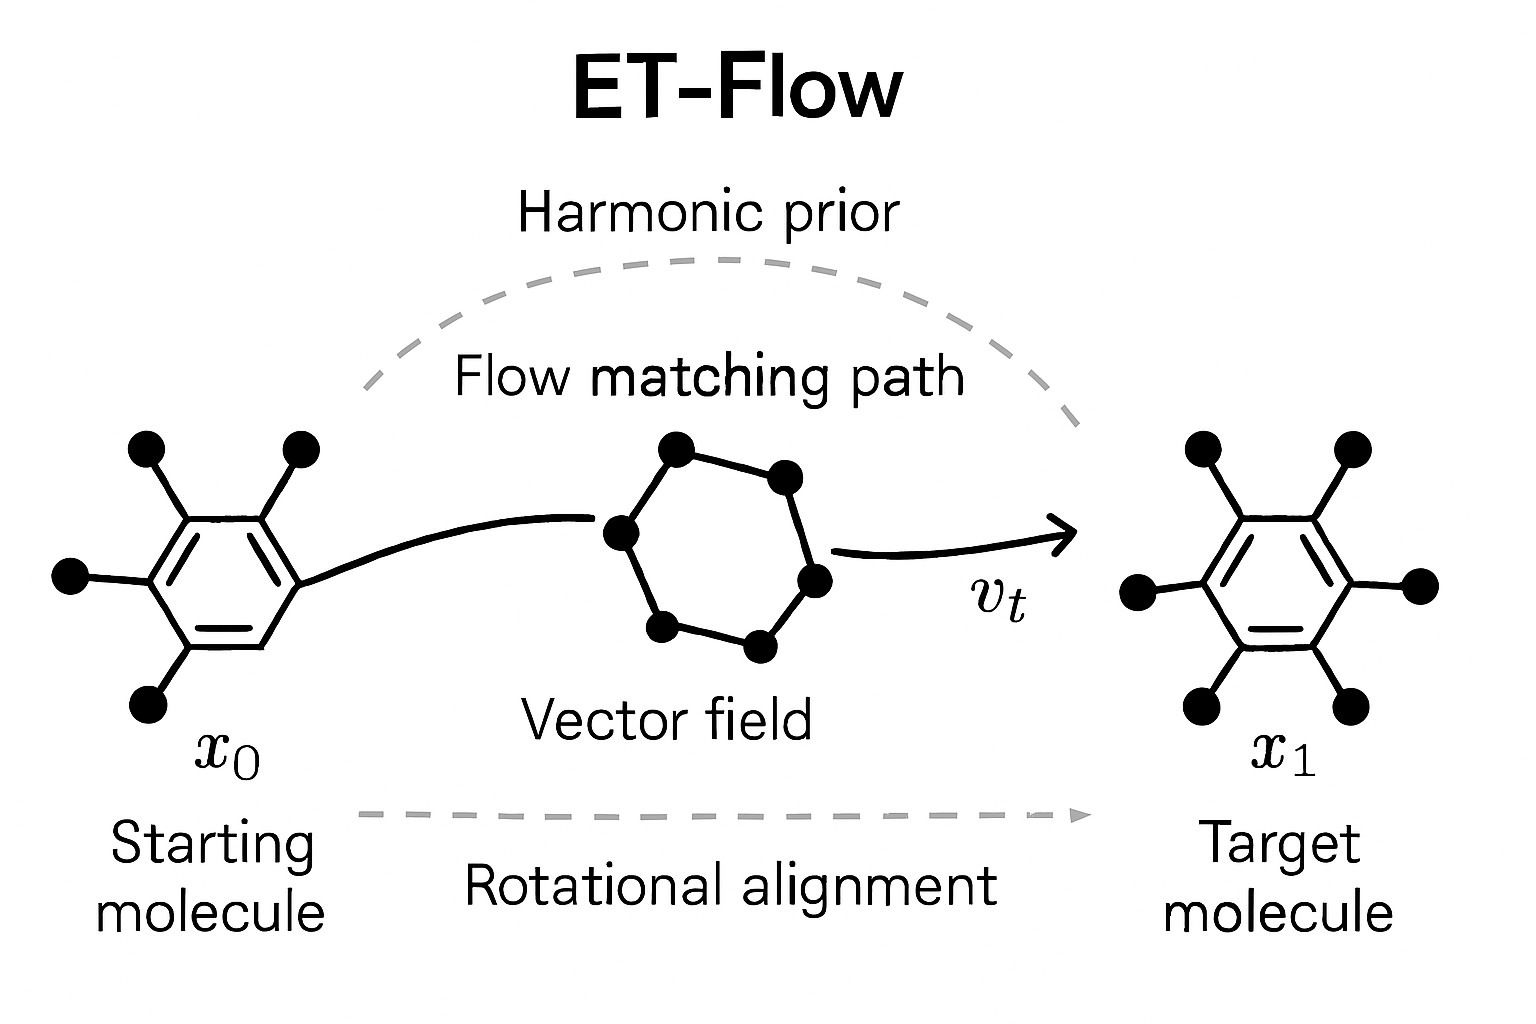 ET-Flow
Harmonic prior
Flow matching path
v_t
Vector field
x_0
x_1
Starting
molecule
Rotational alignment
Target
molecule